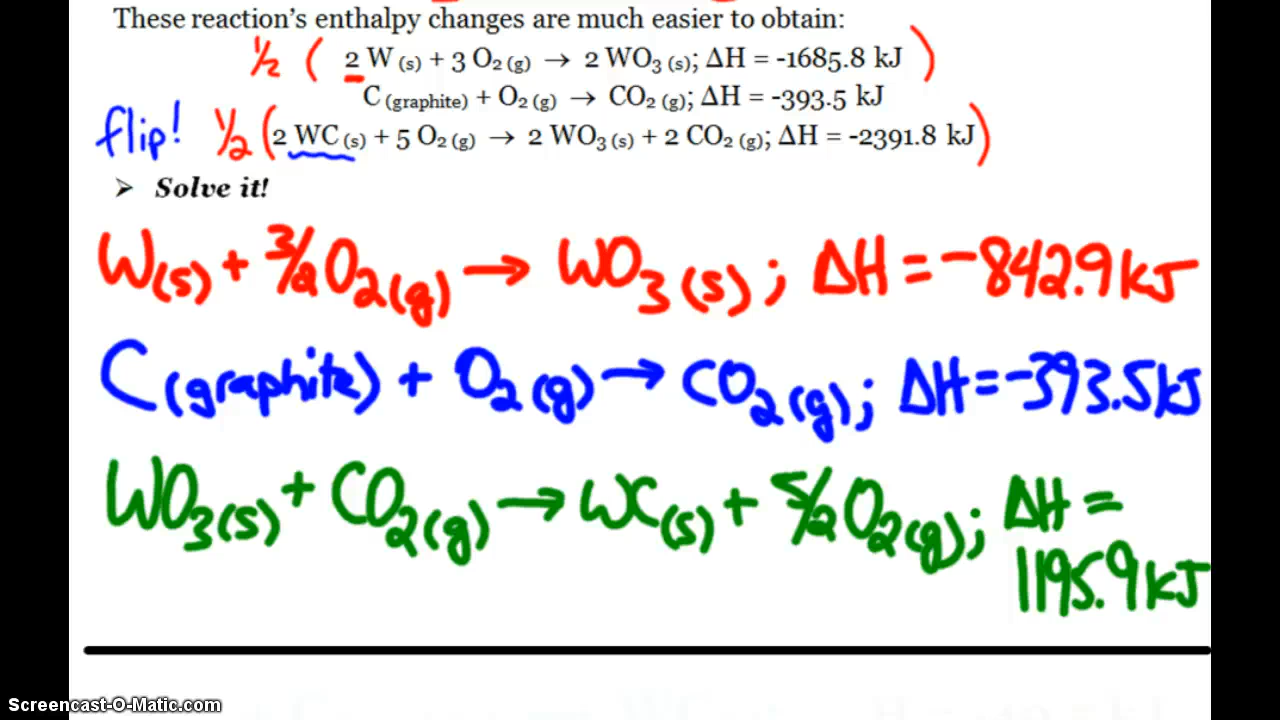 These reaction's enthalpy changes are much easier to obtain:
½ ( 2 W (s) + 3 O₂ (g) → 2 WO₃ (s); ΔH = -1685.8 kJ )
C (graphite) + O₂ (g) → CO₂ (g); ΔH = -393.5 kJ
flip! ½ ( 2 WC (s) + 5 O₂ (g) → 2 WO₃ (s) + 2 CO₂ (g); ΔH = -2391.8 kJ )
➢ Solve it!
W(s) + 3/2 O₂(g) → WO₃(s); ΔH = -842.9 kJ
C(graphite) + O₂(g) → CO₂(g); ΔH = -393.5 kJ
WO₃(s) + CO₂(g) → WC(s) + 5/2 O₂(g); ΔH =
1195.9 kJ
Screencast-O-Matic.com